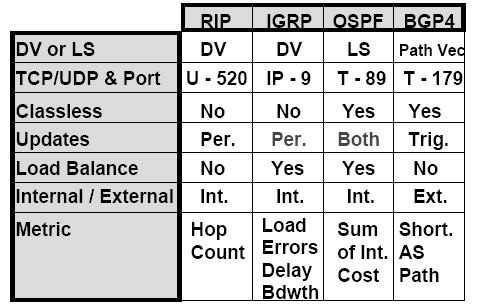 RIP IGRP OSPF BGP4
DV or LS DV DV LS Path Vec
TCP/UDP & Port U - 520 IP - 9 T - 89 T - 179
Classless No No Yes Yes
Updates Per. Per. Both Trig.
Load Balance No Yes Yes No
Internal / External Int. Int. Int. Ext.
Metric Hop Load Sum Short.
Count Errors of Int. AS
Delay Cost Path
Bdwth